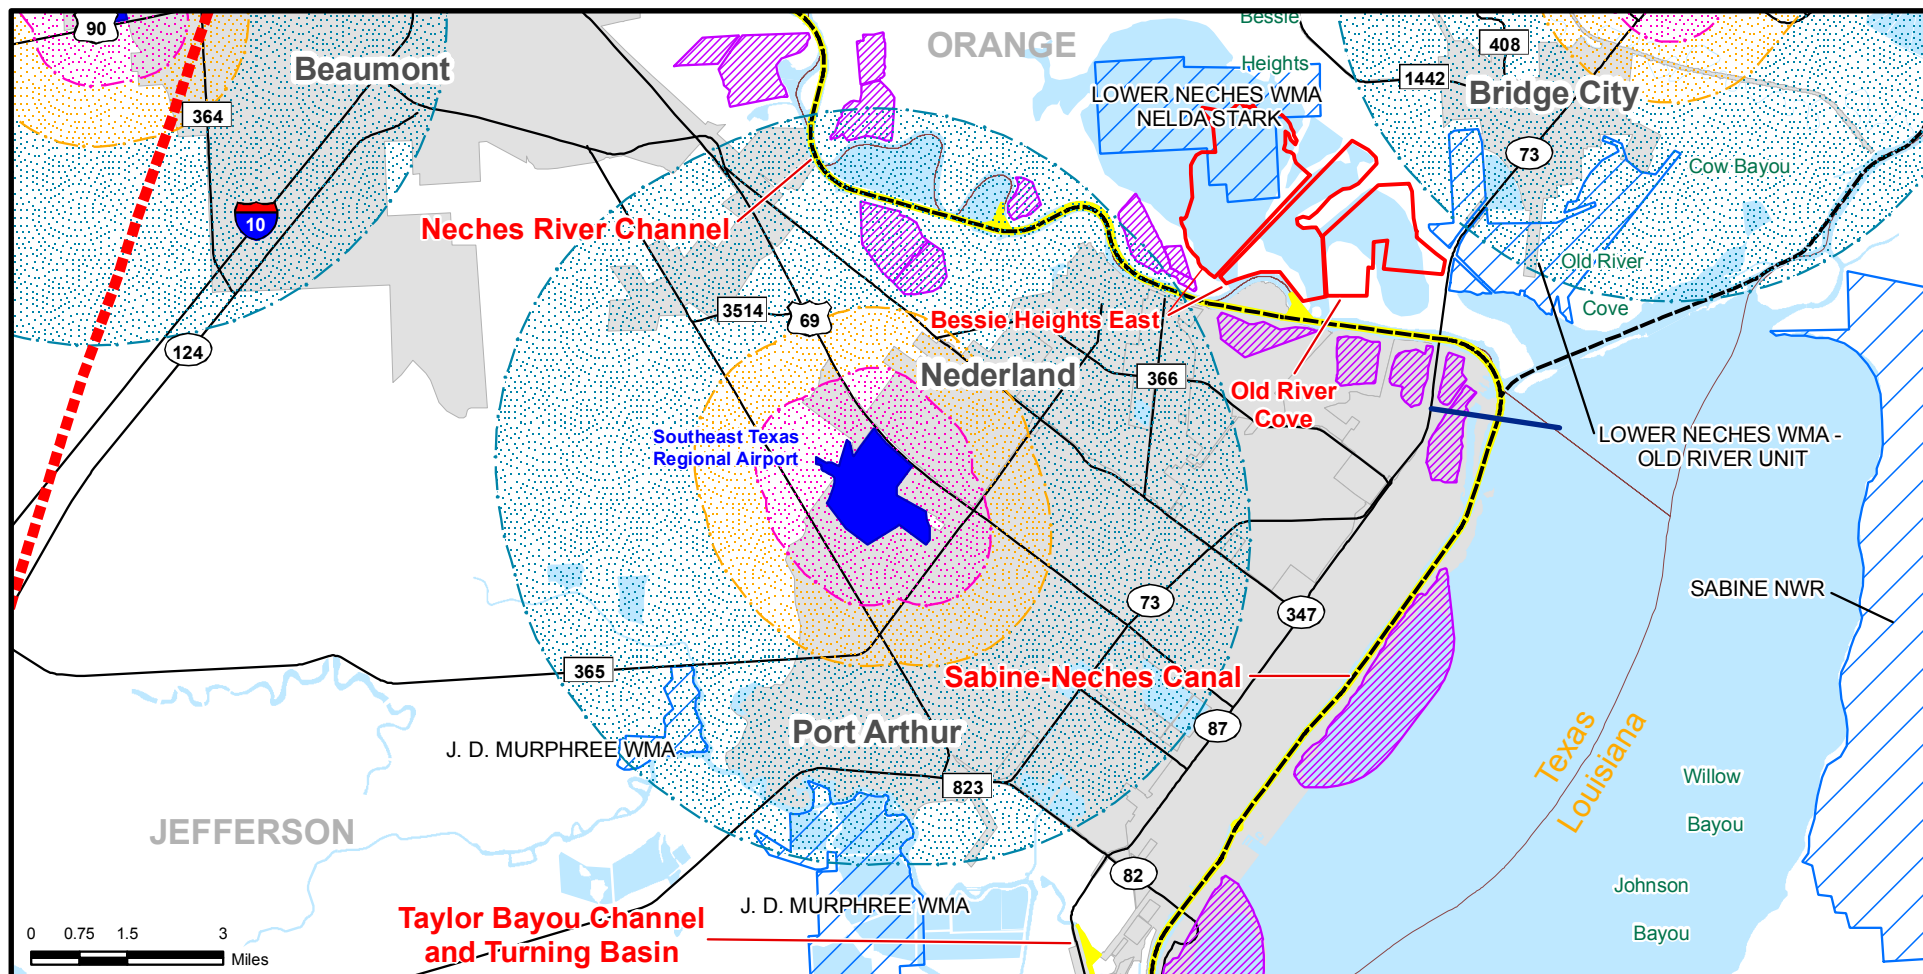 90
Beaumont
364
10
124
ORANGE
Bessie
Heights
LOWER NECHES WMA
NELDA STARK
408
1442
Bridge City
73
Cow Bayou
Old River
Cove
Neches River Channel
3514
69
Bessie Heights East
Nederland
366
Old River
Cove
Southeast Texas
Regional Airport
LOWER NECHES WMA -
OLD RIVER UNIT
SABINE NWR
73
347
365
Sabine-Neches Canal
87
Port Arthur
J. D. MURPHREE WMA
823
Texas
Louisiana
Willow
Bayou
JEFFERSON
82
Johnson
Bayou
J. D. MURPHREE WMA
Taylor Bayou Channel
and Turning Basin
0 0.75 1.5 3
Miles